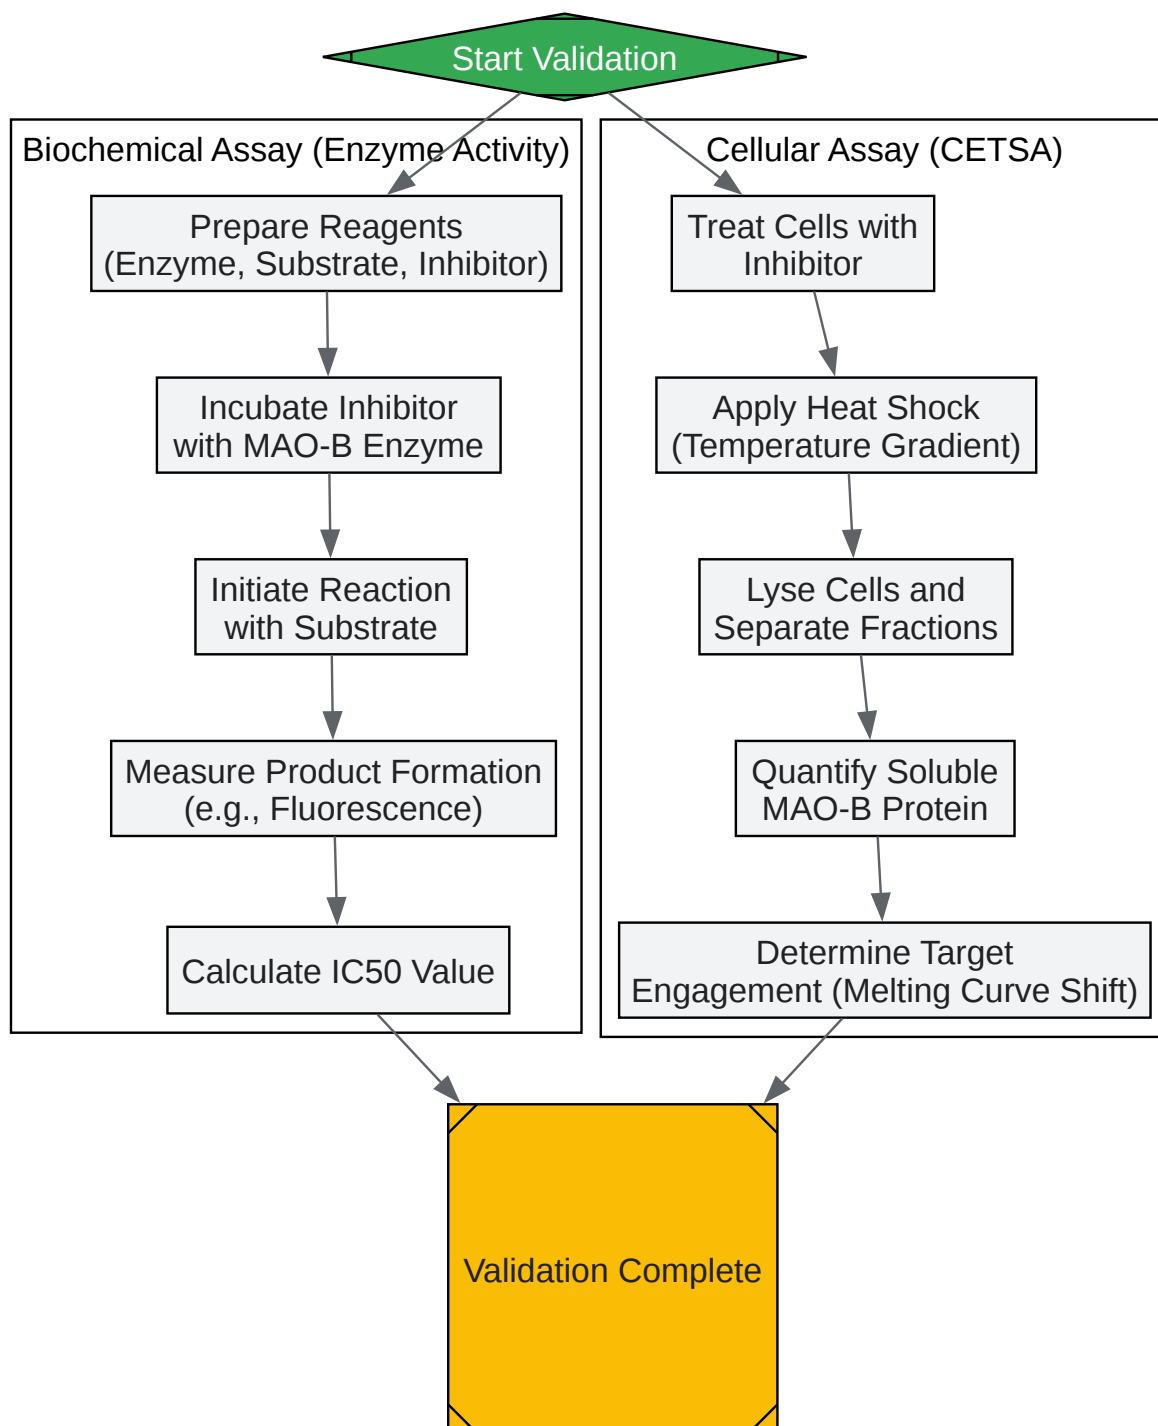 Start Validation
Biochemical Assay (Enzyme Activity)
Prepare Reagents
(Enzyme, Substrate, Inhibitor)
Incubate Inhibitor
with MAO-B Enzyme
Initiate Reaction
with Substrate
Measure Product Formation
(e.g., Fluorescence)
Calculate IC50 Value
Cellular Assay (CETSA)
Treat Cells with
Inhibitor
Apply Heat Shock
(Temperature Gradient)
Lyse Cells and
Separate Fractions
Quantify Soluble
MAO-B Protein
Determine Target
Engagement (Melting Curve Shift)
Validation Complete